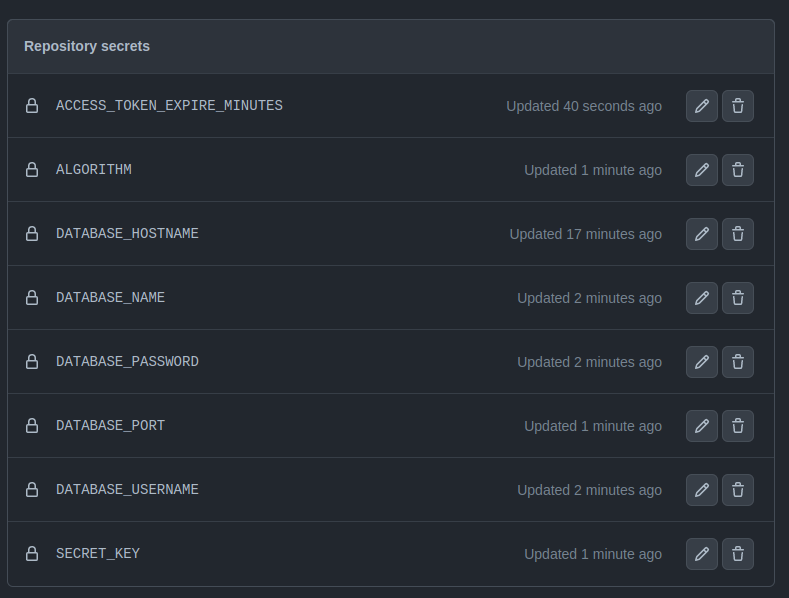 Repository secrets
ACCESS_TOKEN_EXPIRE_MINUTES Updated 40 seconds ago
ALGORITHM Updated 1 minute ago
DATABASE_HOSTNAME Updated 17 minutes ago
DATABASE_NAME Updated 2 minutes ago
DATABASE_PASSWORD Updated 2 minutes ago
DATABASE_PORT Updated 1 minute ago
DATABASE_USERNAME Updated 2 minutes ago
SECRET_KEY Updated 1 minute ago